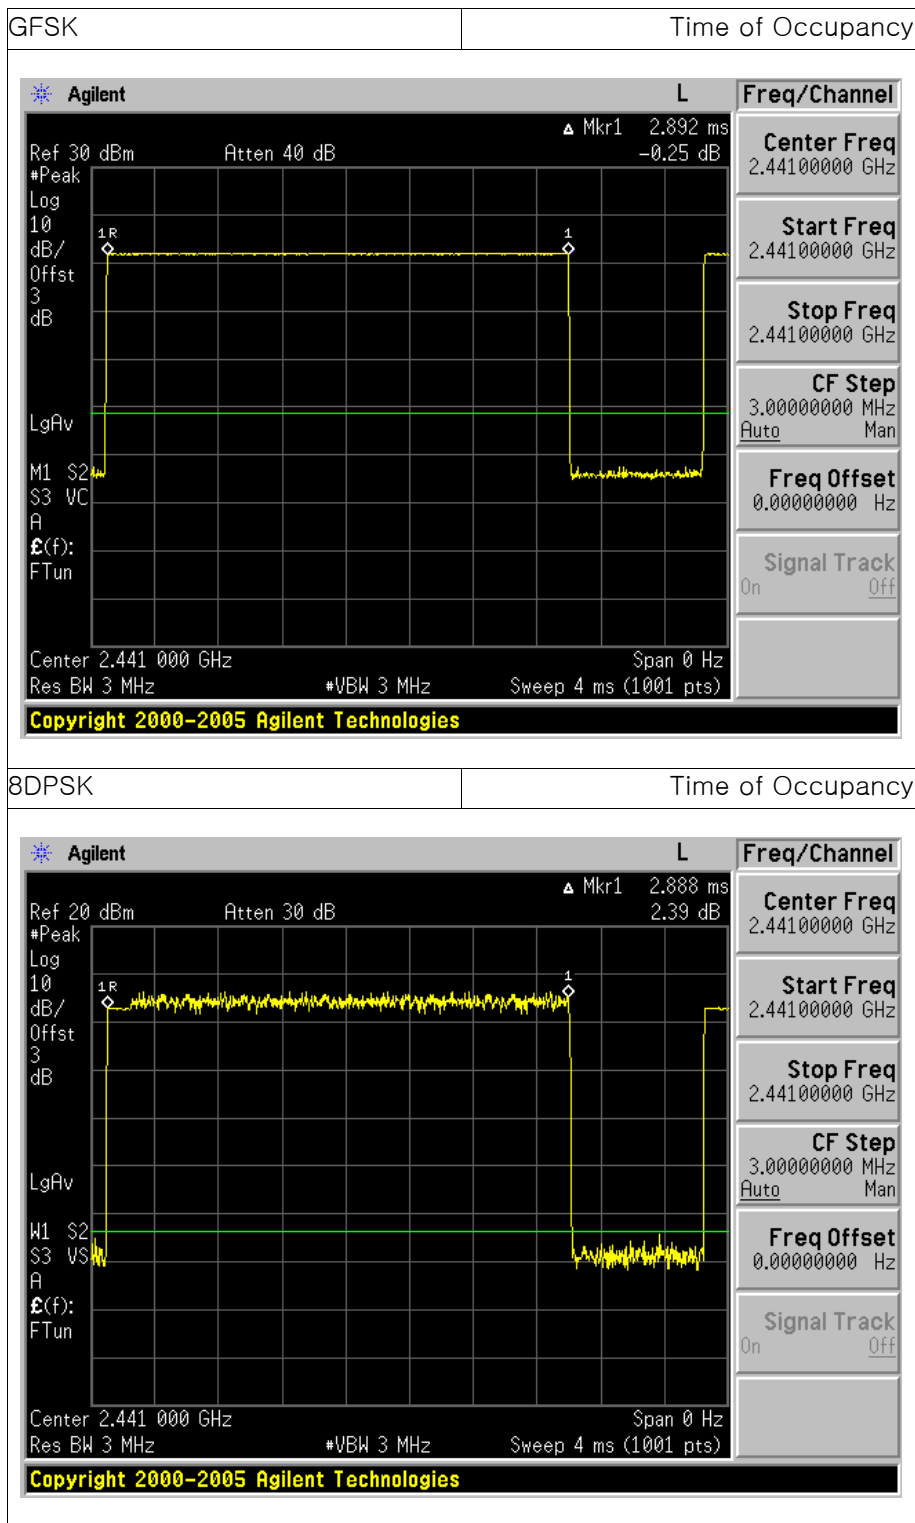 GFSK Time of Occupancy
Agilent L Freq/Channel
▵ Mkr1 2.892 ms
Ref 30 dBm Atten 40 dB -0.25 dB
#Peak
Log
10
dB/
Offst
3
dB
LgAv
M1 S2
S3 VC
A
£(f):
FTun
1R
1
Center 2.441 000 GHz Span 0 Hz
Res BW 3 MHz #VBW 3 MHz Sweep 4 ms (1001 pts)
Copyright 2000-2005 Agilent Technologies
Center Freq
2.44100000 GHz
Start Freq
2.44100000 GHz
Stop Freq
2.44100000 GHz
CF Step
3.00000000 MHz
Auto Man
Freq Offset
0.00000000 Hz
Signal Track
On Off
8DPSK Time of Occupancy
Agilent L Freq/Channel
▵ Mkr1 2.888 ms
Ref 20 dBm Atten 30 dB 2.39 dB
#Peak
Log
10
dB/
Offst
3
dB
LgAv
W1 S2
S3 VS
A
£(f):
FTun
1R
1
Center 2.441 000 GHz Span 0 Hz
Res BW 3 MHz #VBW 3 MHz Sweep 4 ms (1001 pts)
Copyright 2000-2005 Agilent Technologies
Center Freq
2.44100000 GHz
Start Freq
2.44100000 GHz
Stop Freq
2.44100000 GHz
CF Step
3.00000000 MHz
Auto Man
Freq Offset
0.00000000 Hz
Signal Track
On Off